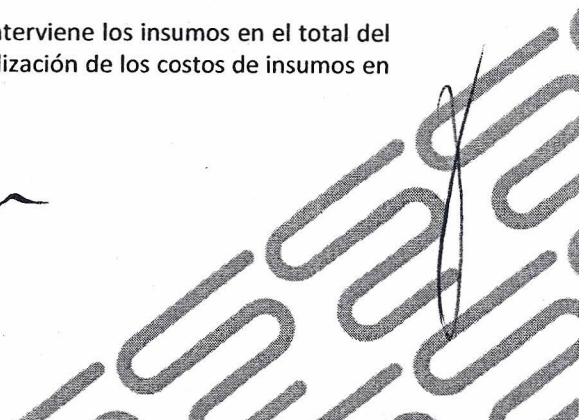 nterviene los insumos en el total del
lización de los costos de insumos en